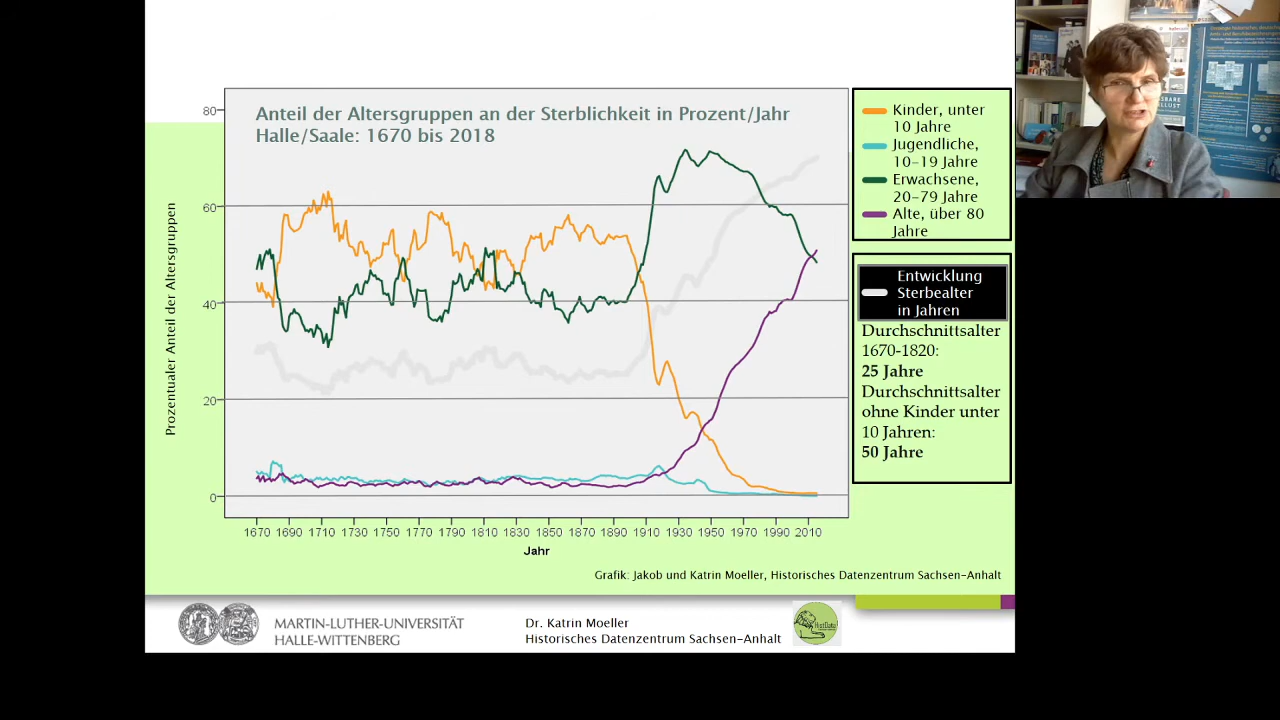 Anteil der Altersgruppen an der Sterblichkeit in Prozent/Jahr
Halle/Saale: 1670 bis 2018
Prozentualer Anteil der Altersgruppen
80
60
40
20
0
1670 1690 1710 1730 1750 1770 1790 1810 1830 1850 1870 1890 1910 1930 1950 1970 1990 2010
Jahr
Kinder, unter
10 Jahre
Jugendliche,
10–19 Jahre
Erwachsene,
20–79 Jahre
Alte, über 80
Jahre
Entwicklung
Sterbealter
in Jahren
Durchschnittsalter
1670-1820:
25 Jahre
Durchschnittsalter
ohne Kinder unter
10 Jahren:
50 Jahre
Grafik: Jakob und Katrin Moeller, Historisches Datenzentrum Sachsen-Anhalt
MARTIN-LUTHER-UNIVERSITÄT
HALLE-WITTENBERG
Dr. Katrin Moeller
Historisches Datenzentrum Sachsen-Anhalt
HistData